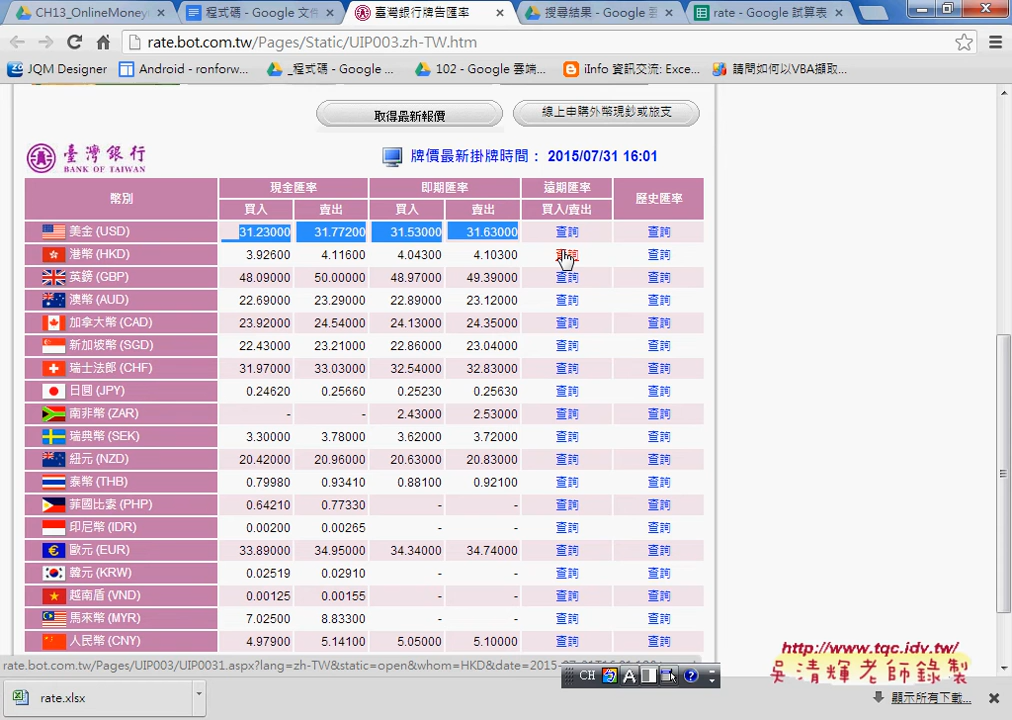 CH13_OnlineMoney
程式碼 - Google 文件
臺灣銀行牌告匯率
搜尋結果 - Google 雲
rate - Google 試算表
rate.bot.com.tw/Pages/Static/UIP003.zh-TW.htm
JQM Designer
Android - ronforw...
_程式碼 - Google ...
102 - Google 雲端...
iInfo 資訊交流: Exce...
請問如何以VBA擷取...
取得最新報價
線上申購外幣現鈔或旅支
臺灣銀行
BANK OF TAIWAN
牌價最新掛牌時間： 2015/07/31 16:01
幣別 現金匯率 即期匯率 遠期匯率 歷史匯率
買入 賣出 買入 賣出 買入/賣出
美金 (USD) 31.23000 31.77200 31.53000 31.63000 查詢 查詢
港幣 (HKD) 3.92600 4.11600 4.04300 4.10300 查詢
英鎊 (GBP) 48.09000 50.00000 48.97000 49.39000 查詢 查詢
澳幣 (AUD) 22.69000 23.29000 22.89000 23.12000 查詢 查詢
加拿大幣 (CAD) 23.92000 24.54000 24.13000 24.35000 查詢 查詢
新加坡幣 (SGD) 22.43000 23.21000 22.86000 23.04000 查詢 查詢
瑞士法郎 (CHF) 31.97000 33.03000 32.54000 32.83000 查詢 查詢
日圓 (JPY) 0.24620 0.25660 0.25230 0.25630 查詢 查詢
南非幣 (ZAR) - - 2.43000 2.53000 查詢 查詢
瑞典幣 (SEK) 3.30000 3.78000 3.62000 3.72000 查詢 查詢
紐元 (NZD) 20.42000 20.96000 20.63000 20.83000 查詢 查詢
泰幣 (THB) 0.79980 0.93410 0.88100 0.92100 查詢 查詢
菲國比索 (PHP) 0.64210 0.77330 - - 查詢 查詢
印尼幣 (IDR) 0.00200 0.00265 - - 查詢 查詢
歐元 (EUR) 33.89000 34.95000 34.34000 34.74000 查詢 查詢
韓元 (KRW) 0.02519 0.02910 - - 查詢 查詢
越南盾 (VND) 0.00125 0.00155 - - 查詢 查詢
馬來幣 (MYR) 7.02500 8.83300 - - 查詢 查詢
人民幣 (CNY) 4.97900 5.14100 5.05000 5.10000 查詢 查詢
rate.bot.com.tw/Pages/UIP003/UIP0031.aspx?lang=zh-TW&static=open&whom=HKD&date=2015-
http://www.tqc.idv.tw/
吳清輝老師錄製
CH
rate.xlsx
顯示所有下載...